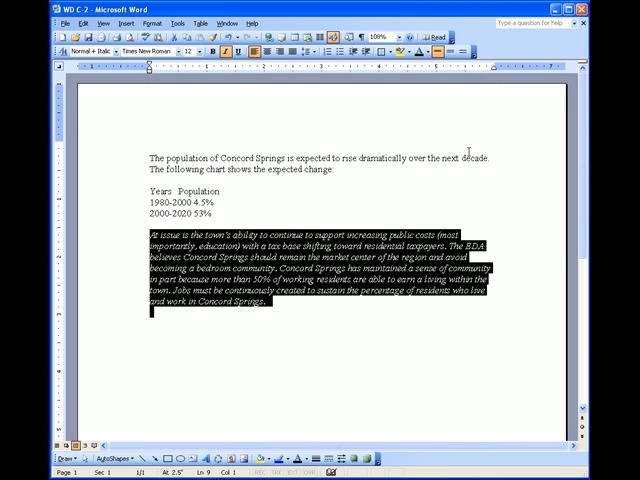 WD C-2 - Microsoft Word
File Edit View Insert Format Tools Table Window Help
Type a question for help
108% Read
Normal + Italic Times New Roman 12 B I U
The population of Concord Springs is expected to rise dramatically over the next decade.
The following chart shows the expected change:
Years Population
1980-2000 4.5%
2000-2020 53%
At issue is the town's ability to continue to support increasing public costs (most
importantly, education) with a tax base shifting toward residential taxpayers. The EDA
believes Concord Springs should remain the market center of the region and avoid
becoming a bedroom community. Concord Springs has maintained a sense of community
in part because more than 50% of working residents are able to earn a living within the
town. Jobs must be continuously created to sustain the percentage of residents who live
and work in Concord Springs.
Draw AutoShapes
Page 1 Sec 1 1/1 At 2.5" Ln 9 Col 1 REC TRK EXT OVR